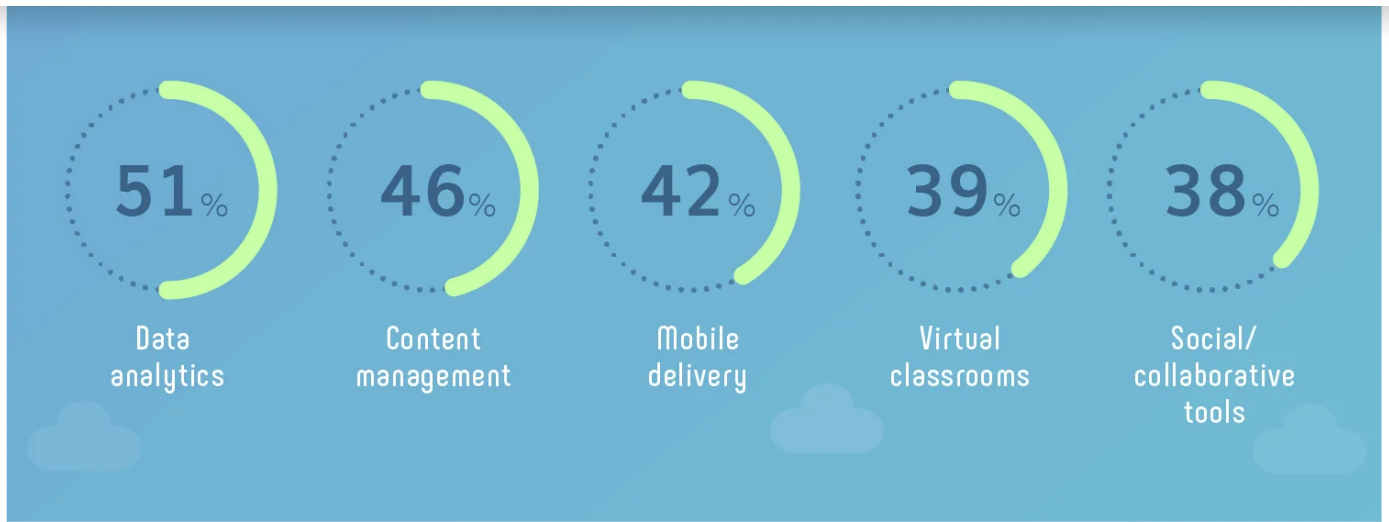 51%
Data
analytics
46%
Content
management
42%
Mobile
delivery
39%
Virtual
classrooms
38%
Social/
collaborative
tools